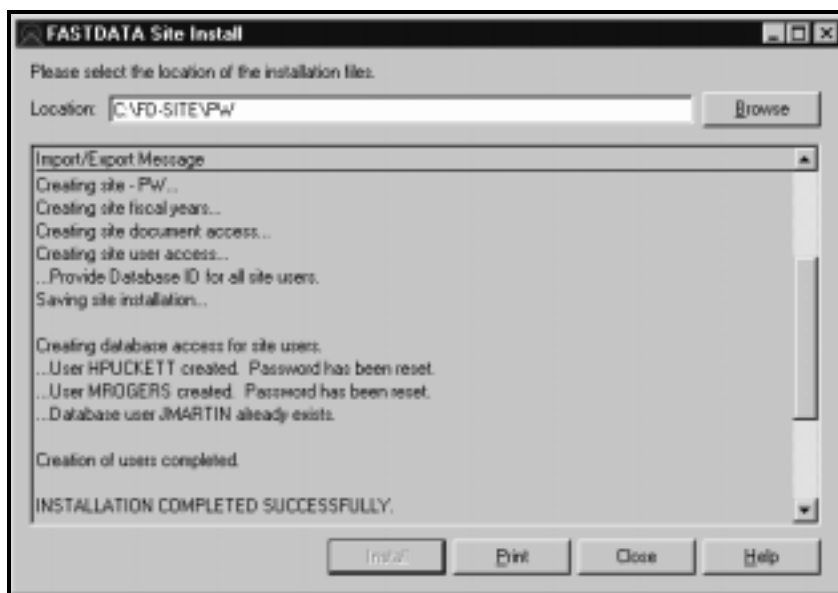 FASTDATA Site Install
Please select the location of the installation files.
Location: C:\FD-SITE\PW Browse
Import/Export Message
Creating site - PW...
Creating site fiscal years...
Creating site document access...
Creating site user access...
...Provide Database ID for all site users.
Saving site installation...
Creating database access for site users.
...User HPUCKETT created. Password has been reset.
...User MROGERS created. Password has been reset.
...Database user JMARTIN already exists.
Creation of users completed.
INSTALLATION COMPLETED SUCCESSFULLY.
Install Print Close Help